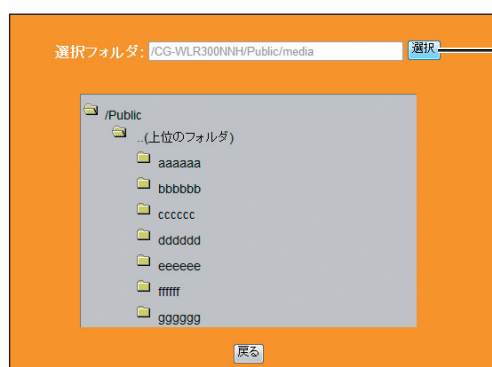 選択フォルダ: /CG-WLR300NNH/Public/media 選択
/Public
..(上位のフォルダ)
aaaaaa
bbbbbb
cccccc
dddddd
eeeeee
ffffff
gggggg
戻る